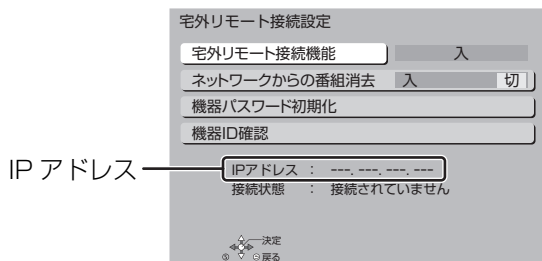 宅外リモート接続設定
宅外リモート接続機能 入
ネットワークからの番組消去 入 切
機器パスワード初期化
機器ID確認
IP アドレス
IPアドレス : ---. ---. ---. ---
接続状態 : 接続されていません
決定
戻る